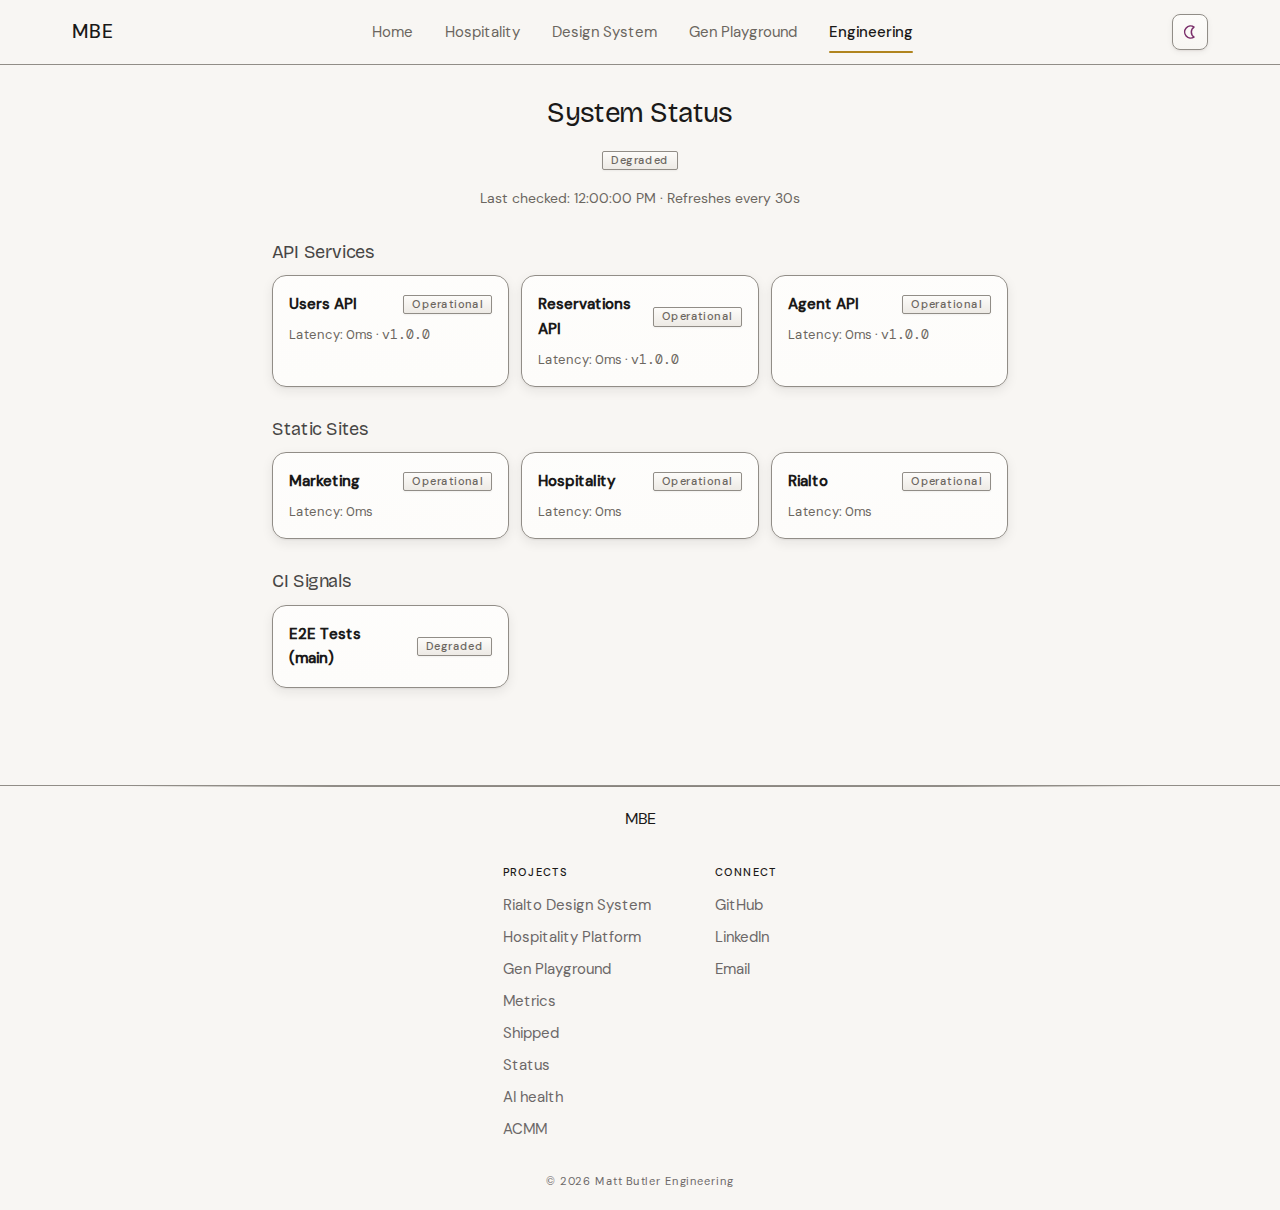 MBE
Home Hospitality Design System Gen Playground Engineering
System Status
Degraded
Last checked: 12:00:00 PM · Refreshes every 30s
API Services
Users API Operational
Latency: 0ms · v1.0.0
Reservations API Operational
Latency: 0ms · v1.0.0
Agent API Operational
Latency: 0ms · v1.0.0
Static Sites
Marketing Operational
Latency: 0ms
Hospitality Operational
Latency: 0ms
Rialto Operational
Latency: 0ms
CI Signals
E2E Tests (main) Degraded
MBE
PROJECTS
Rialto Design System
Hospitality Platform
Gen Playground
Metrics
Shipped
Status
AI health
ACMM
CONNECT
GitHub
LinkedIn
Email
© 2026 Matt Butler Engineering